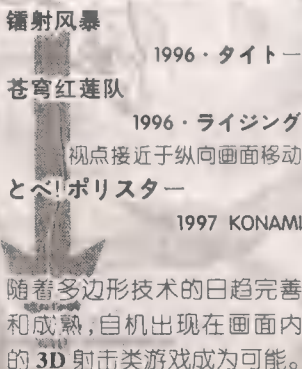 镭射风暴
1996·タイトー
苍穹红莲队
1996·ライジング
视点接近于纵向画面移动
とべ!ポリスター
1997 KONAMI
随着多边形技术的日趋完善
和成熟,自机出现在画面内
的 3D 射击类游戏成为可能。